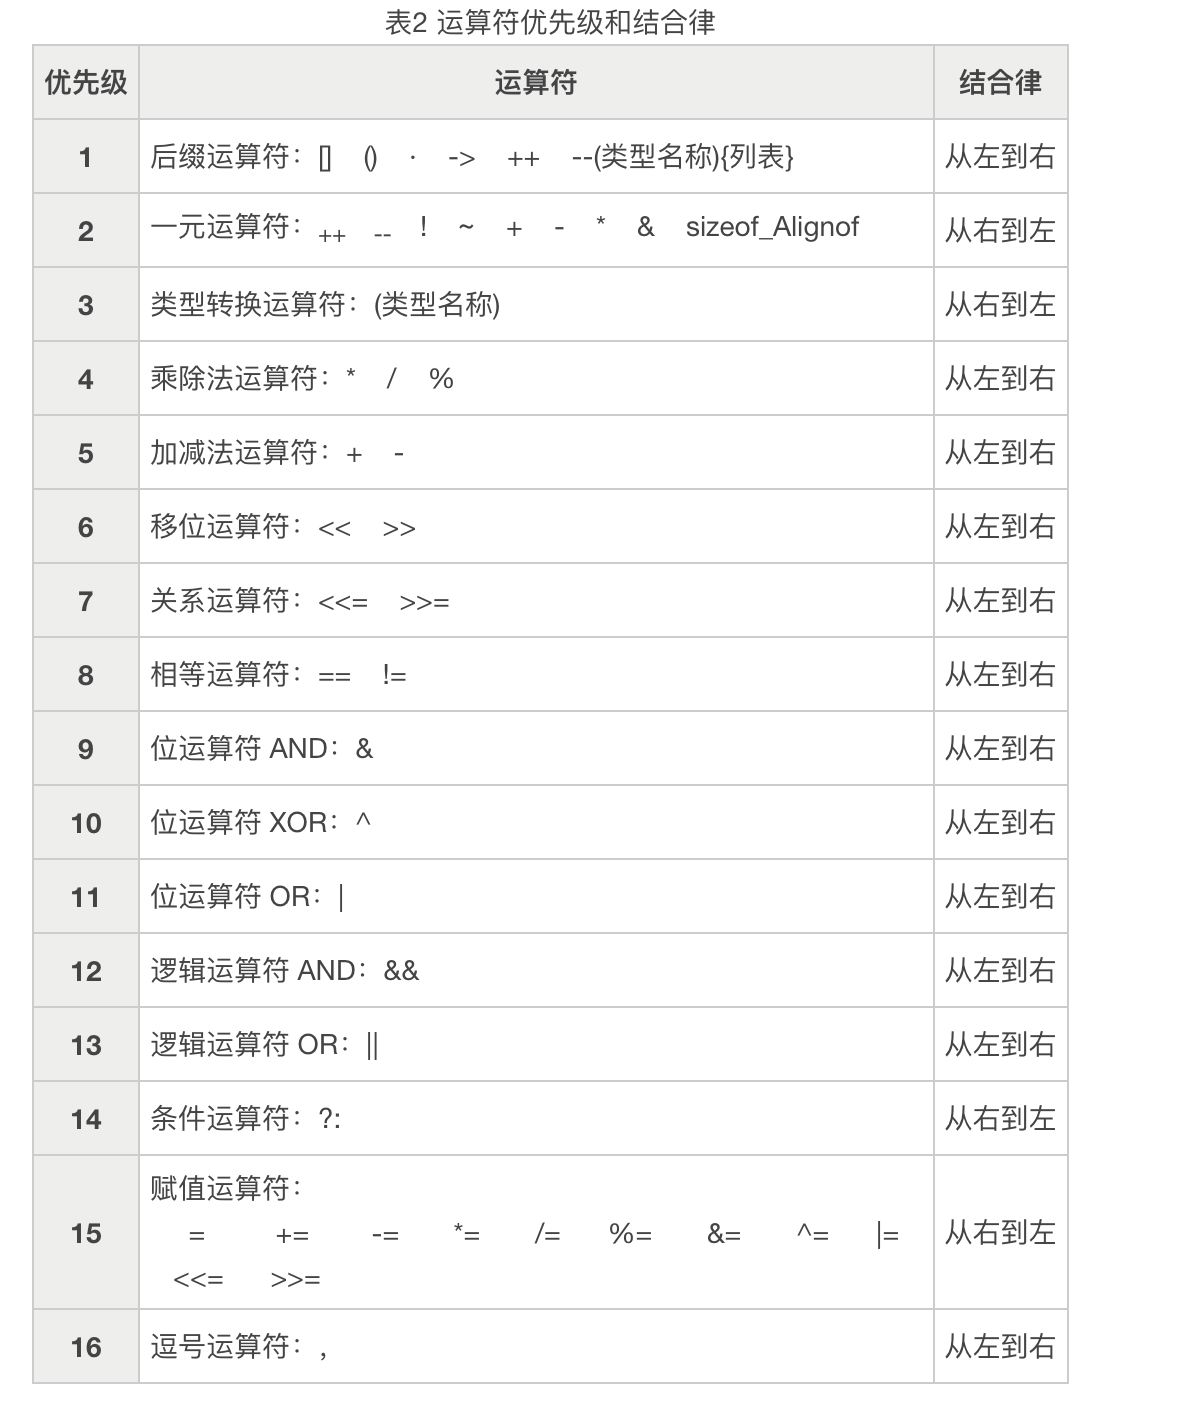 表2 运算符优先级和结合律
优先级 运算符 结合律
1 后缀运算符：[] () · -> ++ --(类型名称){列表} 从左到右
2 一元运算符：++ -- ! ~ + - * & sizeof_Alignof 从右到左
3 类型转换运算符：(类型名称) 从右到左
4 乘除法运算符：* / % 从左到右
5 加减法运算符：+ - 从左到右
6 移位运算符：<< >> 从左到右
7 关系运算符：<<= >>= 从左到右
8 相等运算符：== != 从左到右
9 位运算符 AND：& 从左到右
10 位运算符 XOR：^ 从左到右
11 位运算符 OR：| 从左到右
12 逻辑运算符 AND：&& 从左到右
13 逻辑运算符 OR：|| 从左到右
14 条件运算符：?: 从右到左
赋值运算符：
15 = += -= *= /= %= &= ^= |= 从右到左
<<= >>=
16 逗号运算符：, 从左到右